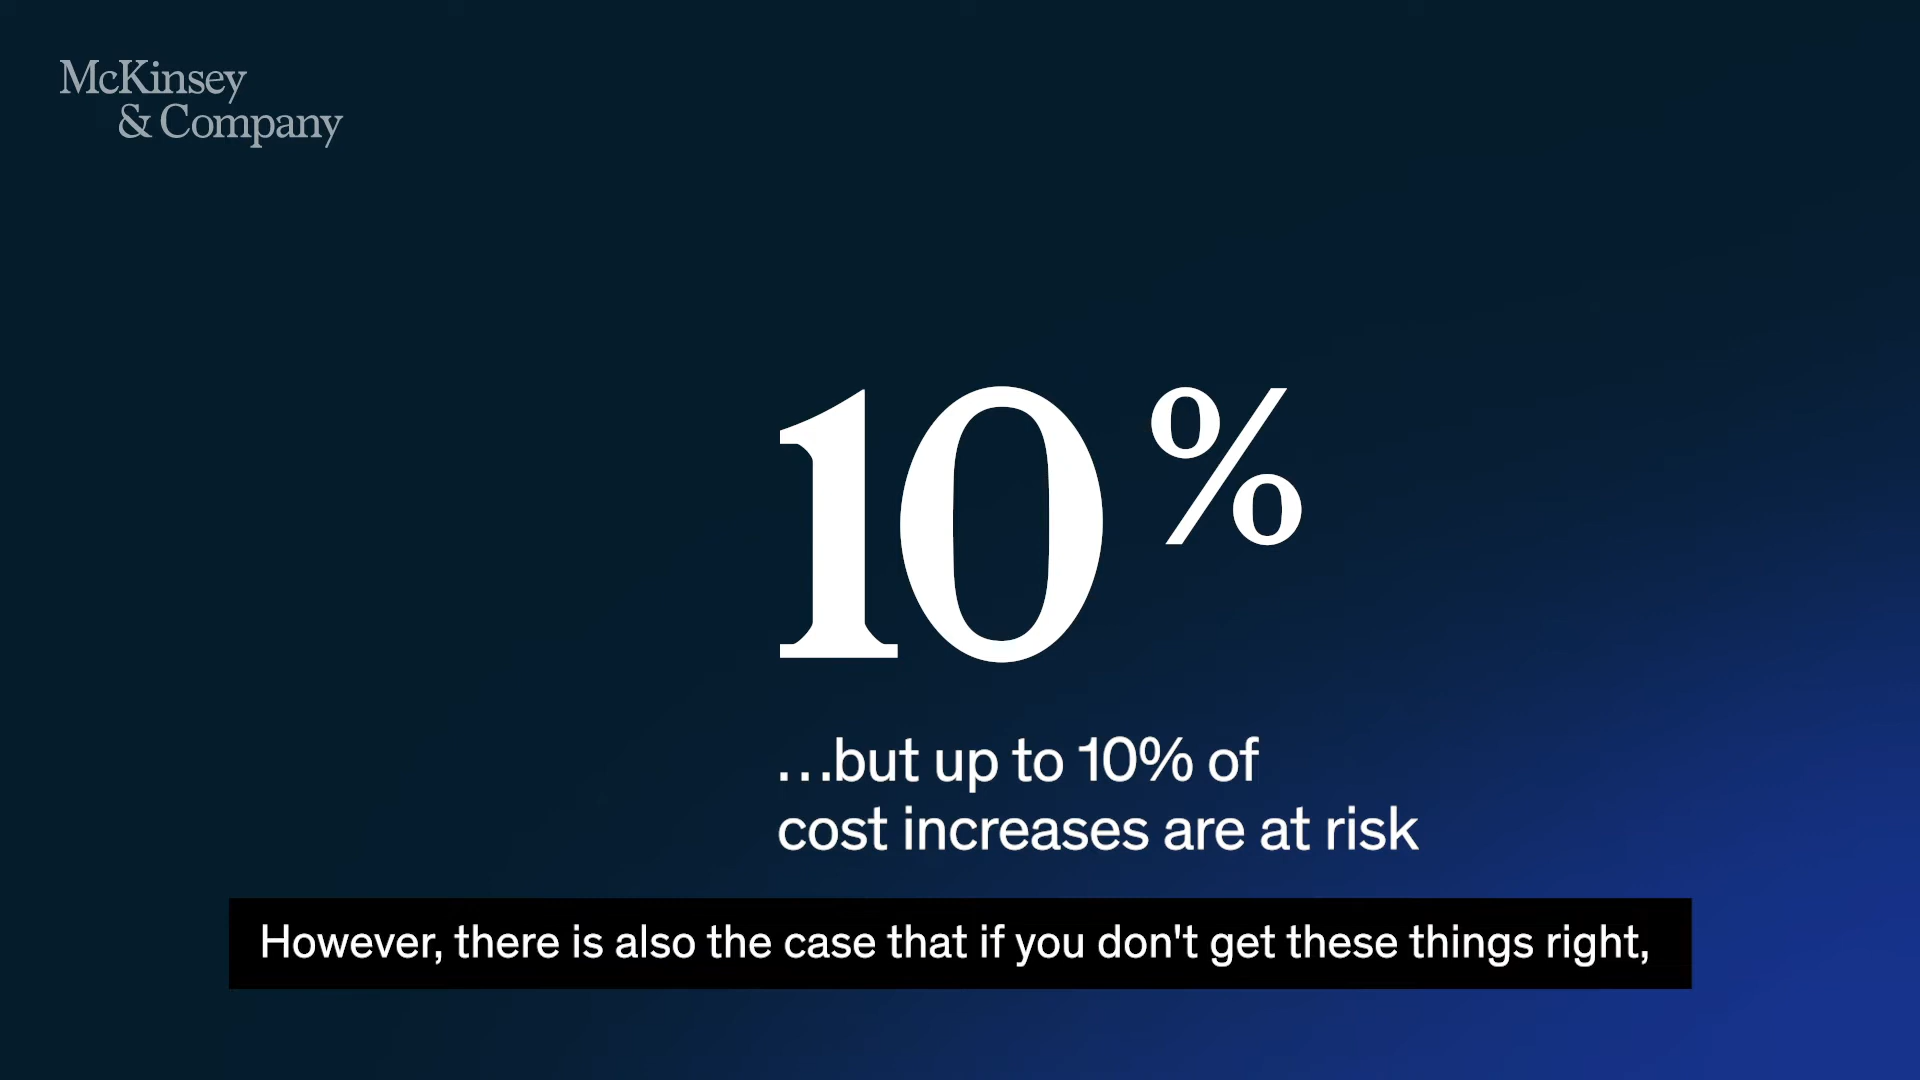 McKinsey
& Company
10%
...but up to 10% of
cost increases are at risk
However, there is also the case that if you don't get these things right,